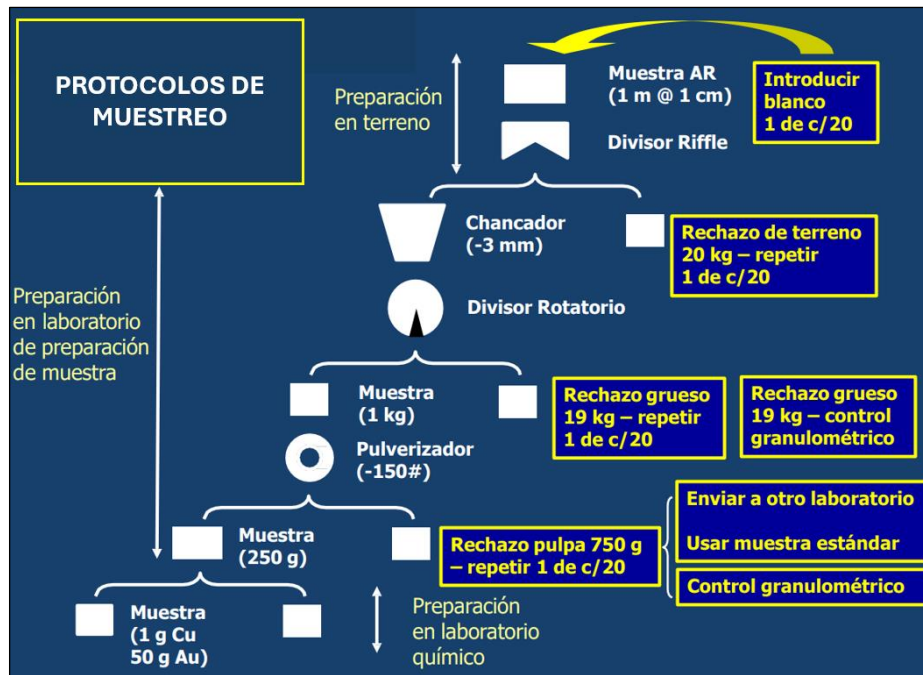 PROTOCOLOS DE
MUESTREO
Preparación
en terreno
Muestra AR
(1 m @ 1 cm)
Introducir
blanco
1 de c/20
Divisor Riffle
Chancador
(-3 mm)
Rechazo de terreno
20 kg – repetir
1 de c/20
Preparación
en laboratorio
de preparación
de muestra
Divisor Rotatorio
Muestra
(1 kg)
Rechazo grueso
19 kg – repetir
1 de c/20
Rechazo grueso
19 kg – control
granulométrico
Pulverizador
(-150#)
Muestra
(250 g)
Rechazo pulpa 750 g
– repetir 1 de c/20
Enviar a otro laboratorio
Usar muestra estándar
Control granulométrico
Muestra
(1 g Cu
50 g Au)
Preparación
en laboratorio
químico